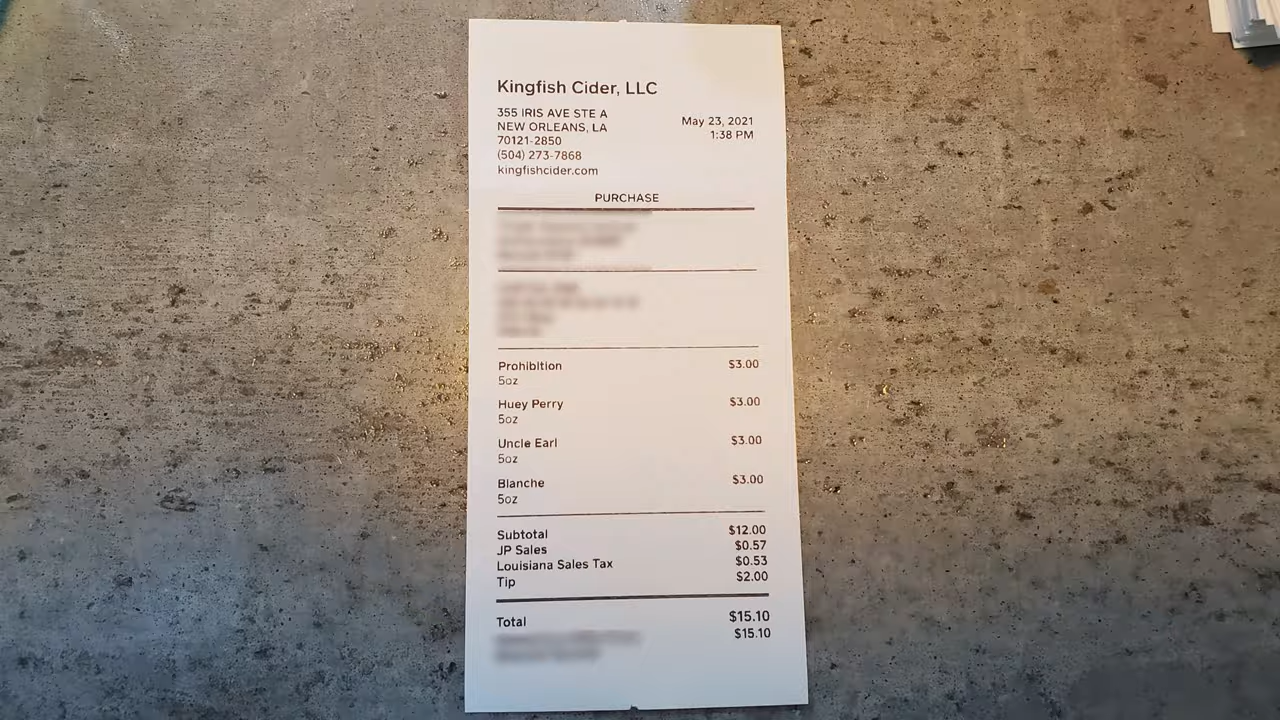 Kingfish Cider, LLC
355 IRIS AVE STE A
NEW ORLEANS, LA
70121-2850
(504) 273-7868
kingfishcider.com
May 23, 2021
1:38 PM
PURCHASE
Prohibition $3.00
5oz
Huey Perry $3.00
5oz
Uncle Earl $3.00
5oz
Blanche $3.00
5oz
Subtotal $12.00
JP Sales $0.57
Louisiana Sales Tax $0.53
Tip $2.00
Total $15.10
$15.10